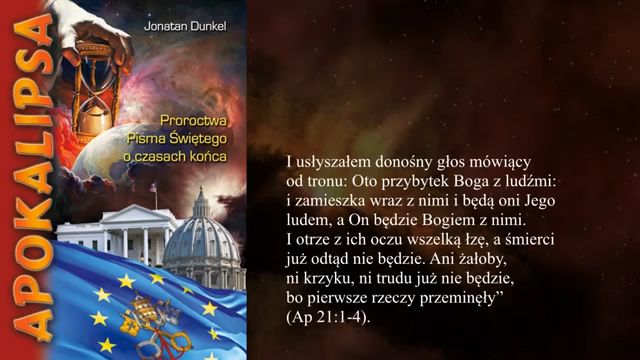 APOKALIPSA
Jonatan Dunkel
Proroctwa
Pisma Świętego
o czasach końca
I usłyszałem donośny głos mówiący
od tronu: Oto przybytek Boga z ludźmi:
i zamieszka wraz z nimi i będą oni Jego
ludem, a On będzie Bogiem z nimi.
I otrze z ich oczu wszelką łzę, a śmierci
już odtąd nie będzie. Ani żałoby,
ni krzyku, ni trudu już nie będzie,
bo pierwsze rzeczy przeminęły”
(Ap 21:1-4).